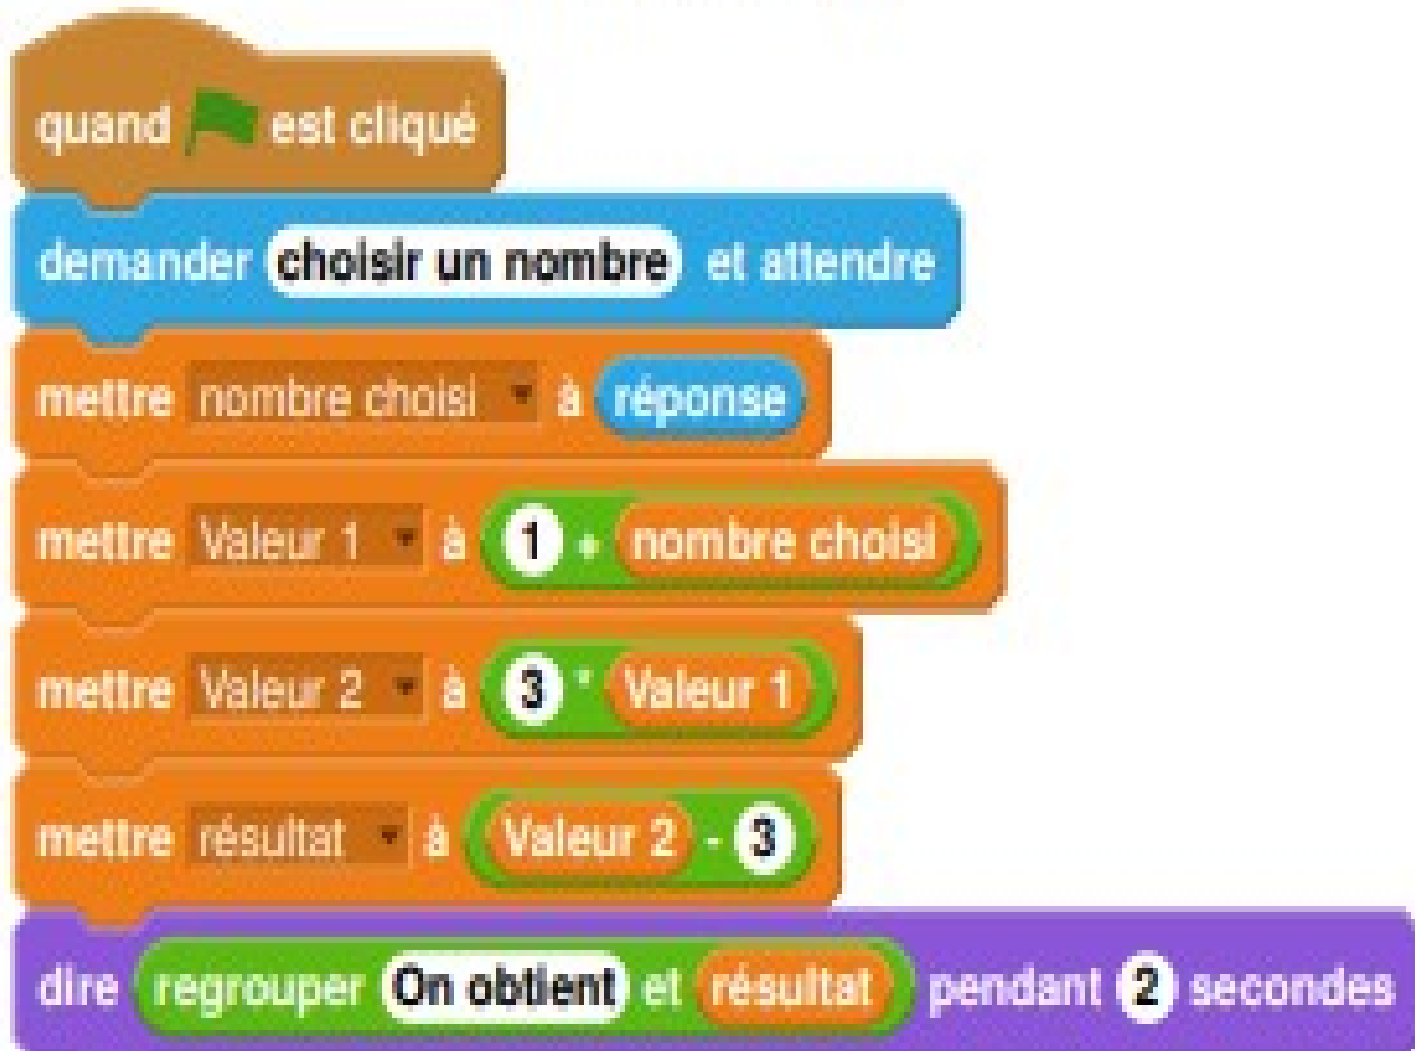 quand est cliqué
demander choisir un nombre et attendre
mettre nombre choisi à réponse
mettre Valeur 1 à 1 + nombre choisi
mettre Valeur 2 à 3 * Valeur 1
mettre résultat à Valeur 2 - 3
dire regrouper On obtient et résultat pendant 2 secondes